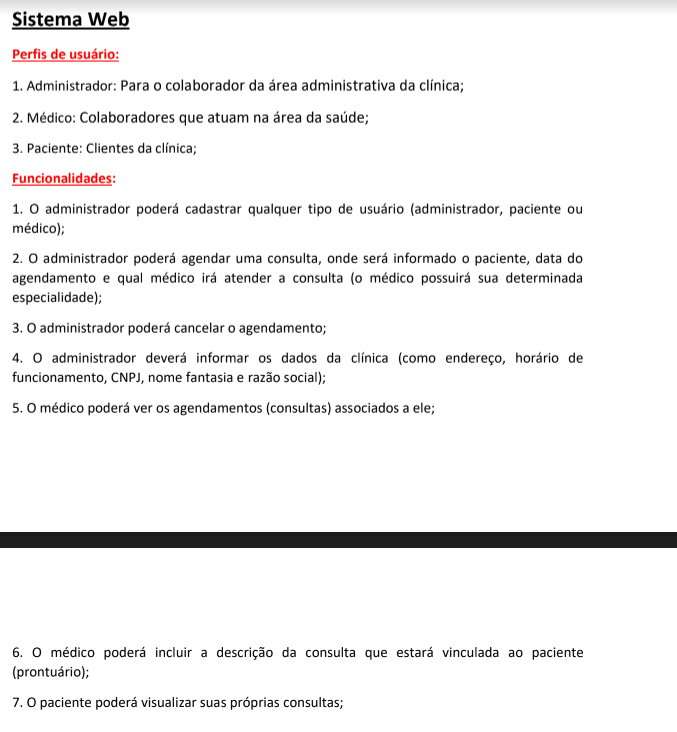 Sistema Web
Perfis de usuário:
1. Administrador: Para o colaborador da área administrativa da clínica;
2. Médico: Colaboradores que atuam na área da saúde;
3. Paciente: Clientes da clínica;
Funcionalidades:
1. O administrador poderá cadastrar qualquer tipo de usuário (administrador, paciente ou
médico);
2. O administrador poderá agendar uma consulta, onde será informado o paciente, data do
agendamento e qual médico irá atender a consulta (o médico possuirá sua determinada
especialidade);
3. O administrador poderá cancelar o agendamento;
4. O administrador deverá informar os dados da clínica (como endereço, horário de
funcionamento, CNPJ, nome fantasia e razão social);
5. O médico poderá ver os agendamentos (consultas) associados a ele;
6. O médico poderá incluir a descrição da consulta que estará vinculada ao paciente
(prontuário);
7. O paciente poderá visualizar suas próprias consultas;